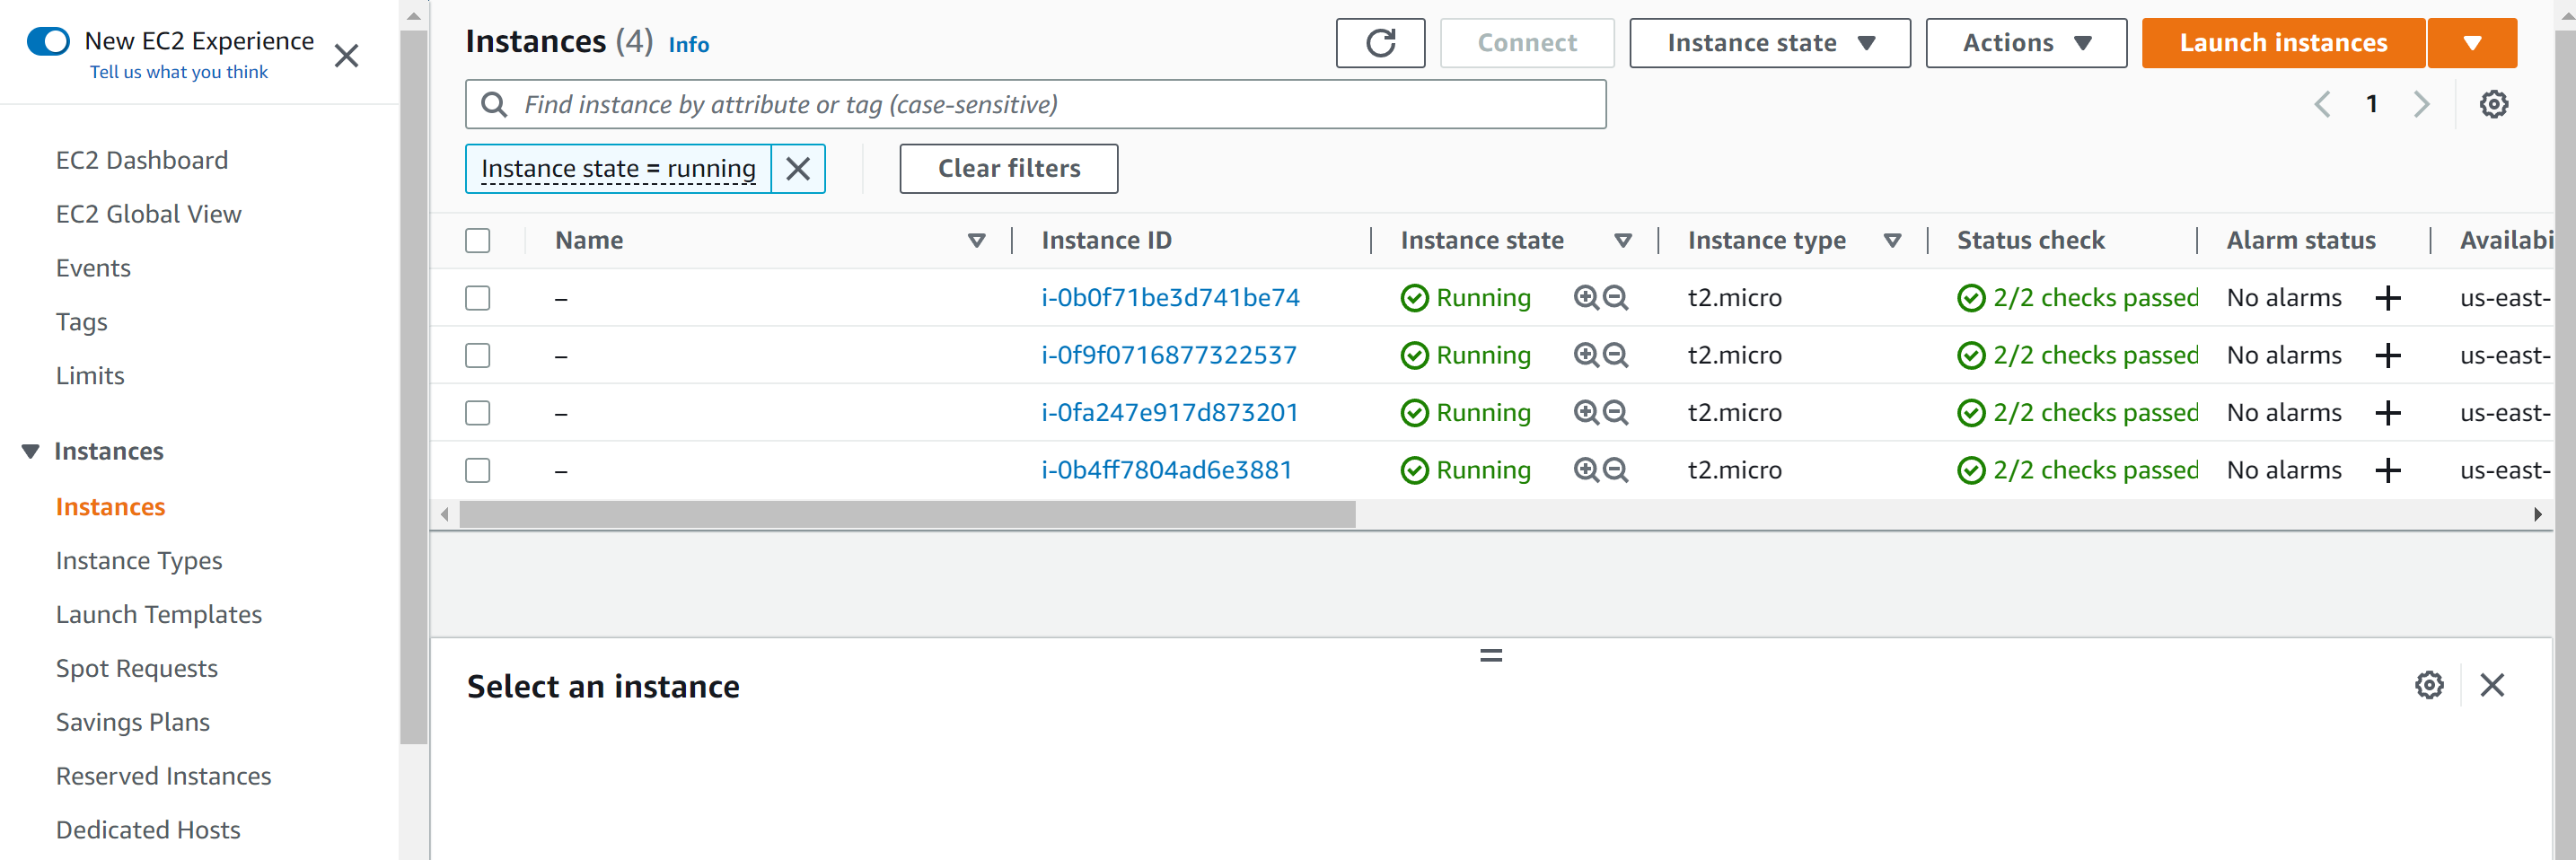 New EC2 Experience
Tell us what you think
EC2 Dashboard
EC2 Global View
Events
Tags
Limits
Instances
Instances
Instance Types
Launch Templates
Spot Requests
Savings Plans
Reserved Instances
Dedicated Hosts
Instances (4) Info
Connect
Instance state
Actions
Launch instances
Find instance by attribute or tag (case-sensitive)
1
Instance state = running
Clear filters
Name Instance ID Instance state Instance type Status check Alarm status Availabi
– i-0b0f71be3d741be74 Running t2.micro 2/2 checks passed No alarms + us-east-
– i-0f9f0716877322537 Running t2.micro 2/2 checks passed No alarms + us-east-
– i-0fa247e917d873201 Running t2.micro 2/2 checks passed No alarms + us-east-
– i-0b4ff7804ad6e3881 Running t2.micro 2/2 checks passed No alarms + us-east-
Select an instance